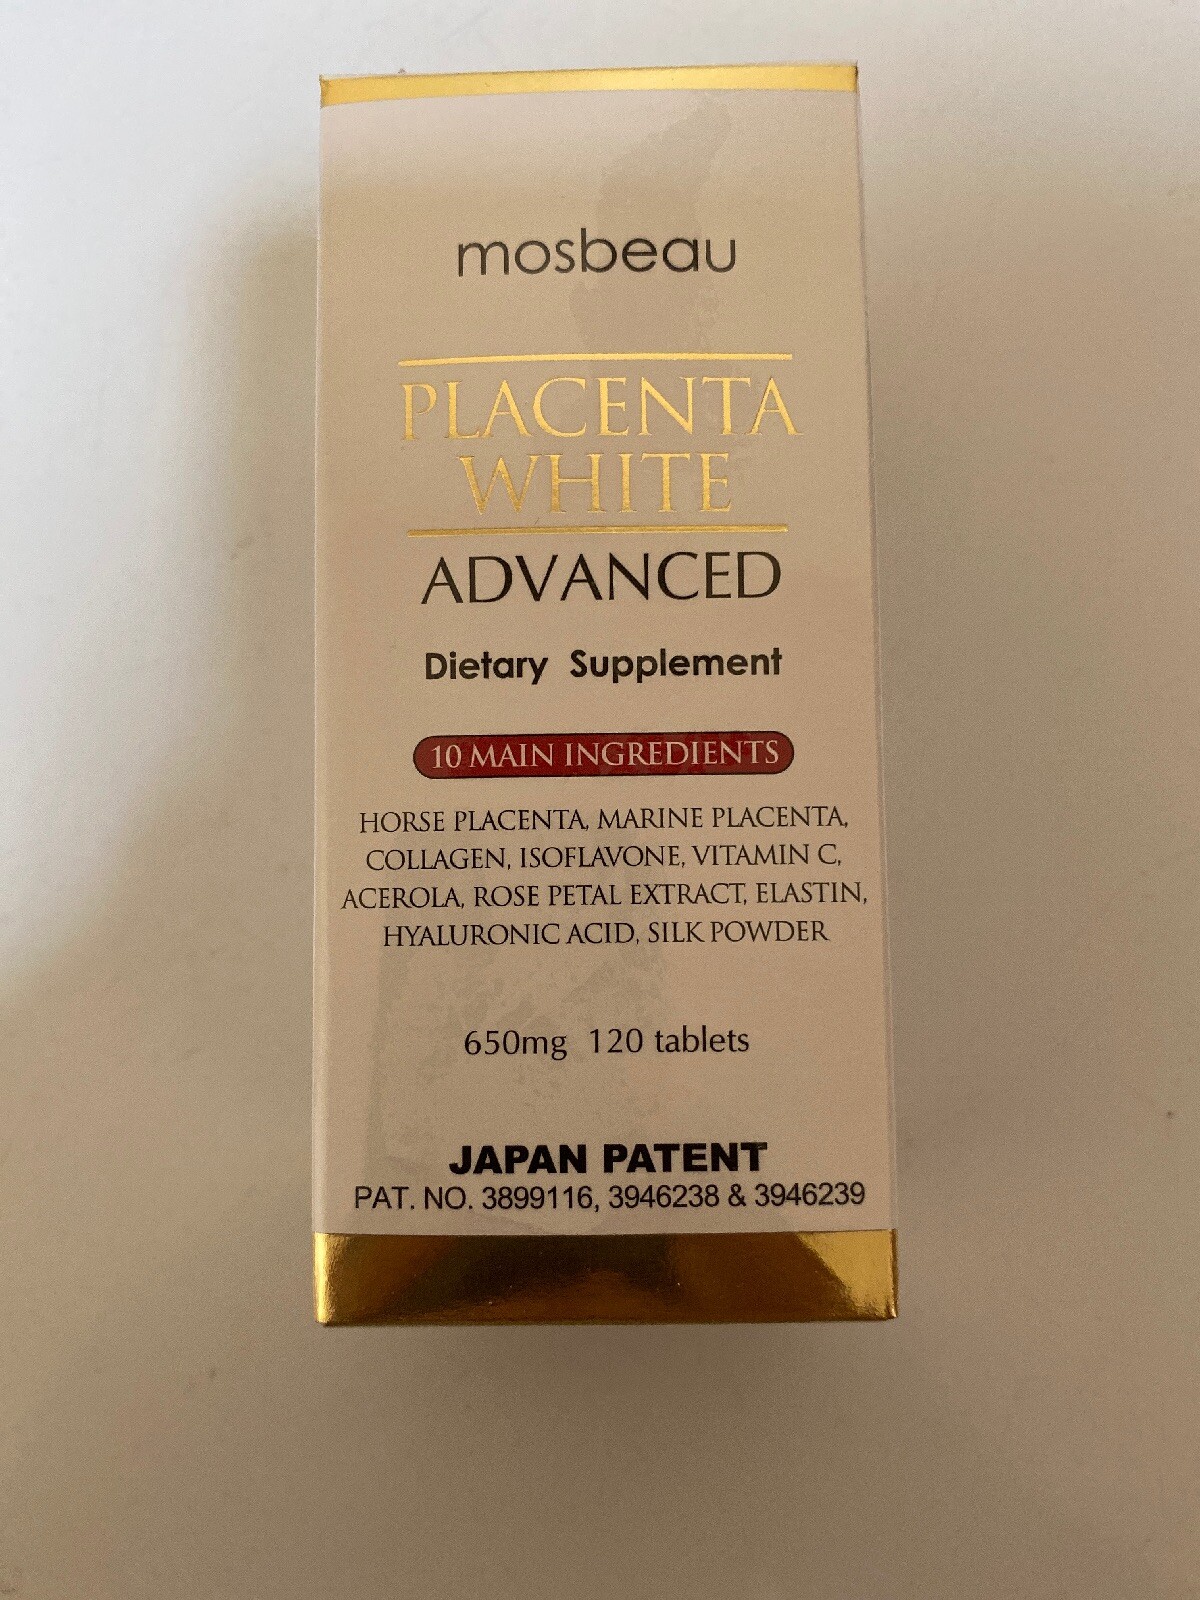 mosbeau
PLACENTA
WHITE
ADVANCED
Dietary Supplement
10 MAIN INGREDIENTS
HORSE PLACENTA, MARINE PLACENTA,
COLLAGEN, ISOFLAVONE, VITAMIN C,
ACEROLA, ROSE PETAL EXTRACT, ELASTIN,
HYALURONIC ACID, SILK POWDER
650mg 120 tablets
JAPAN PATENT
PAT. NO. 3899116, 3946238 & 3946239